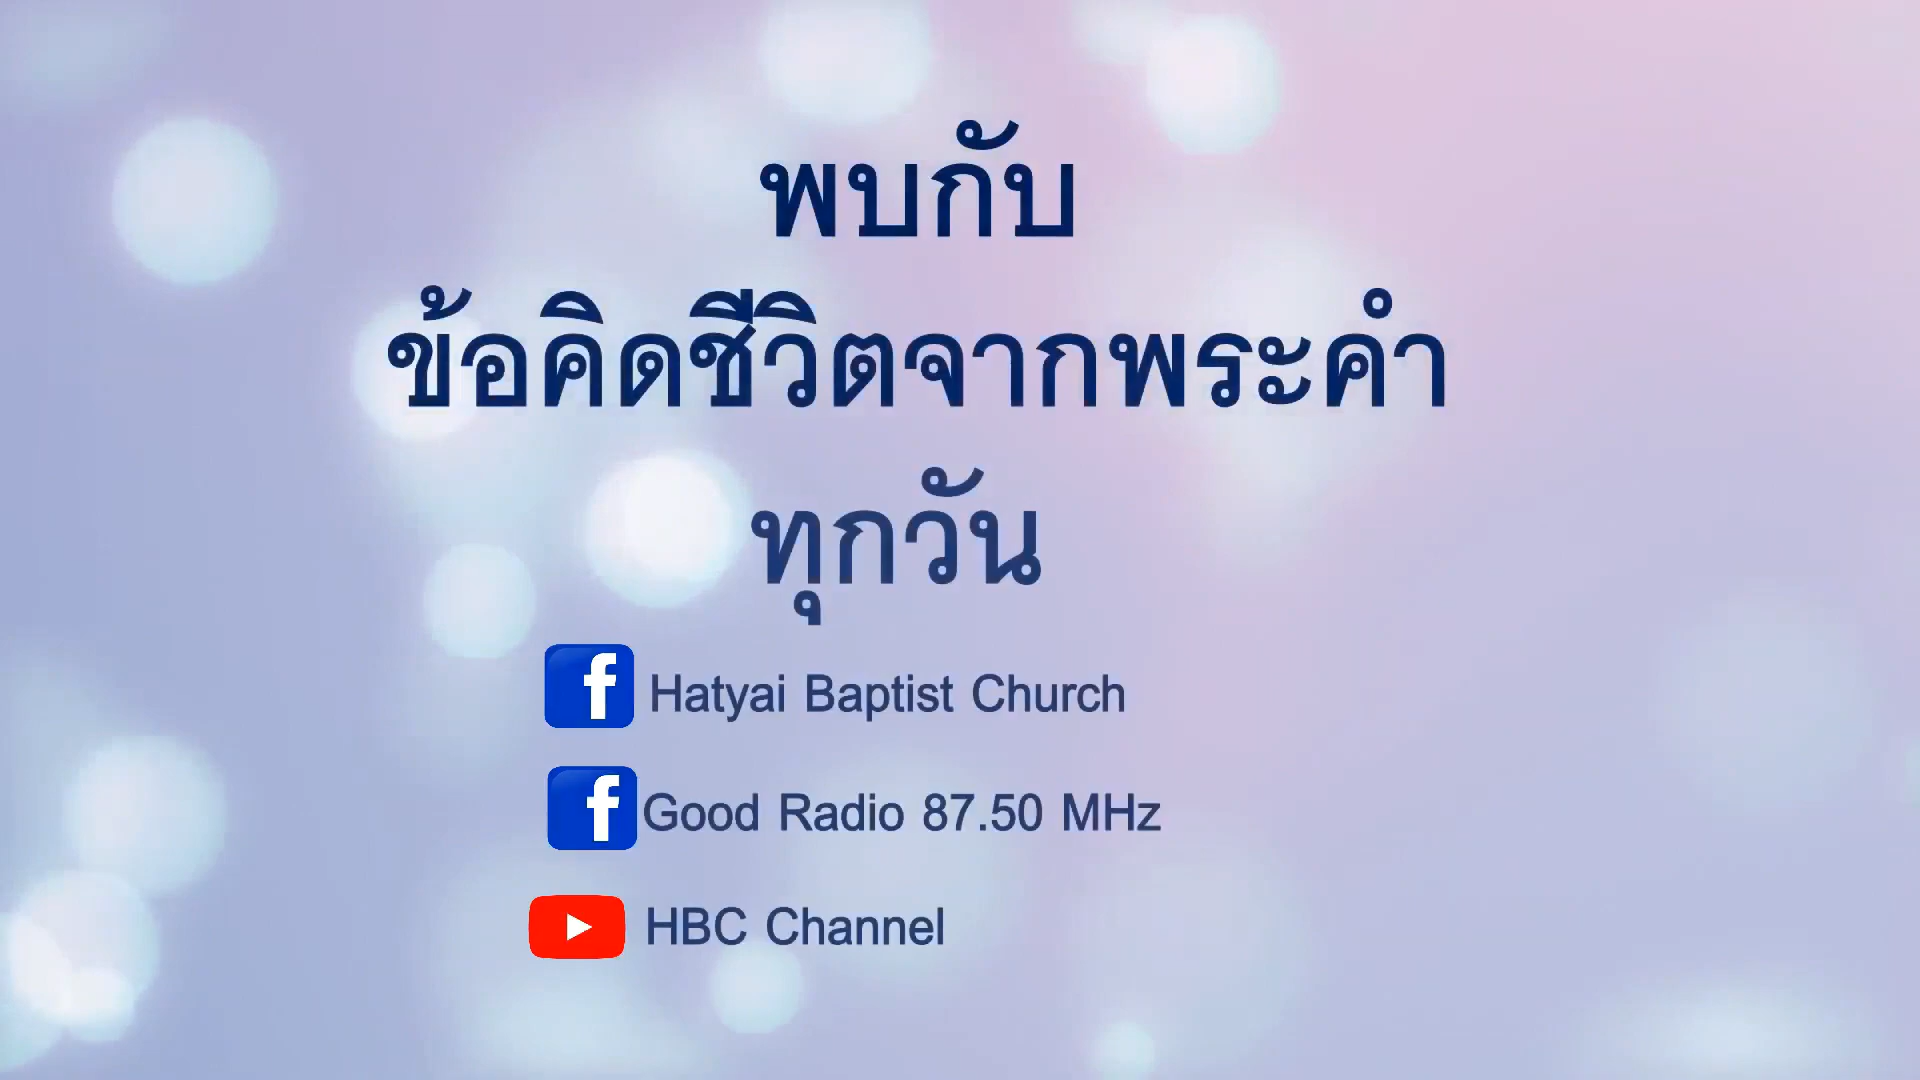 พบกับ
ข้อคิดชีวิตจากพระคำ
ทุกวัน
Hatyai Baptist Church
Good Radio 87.50 MHz
HBC Channel